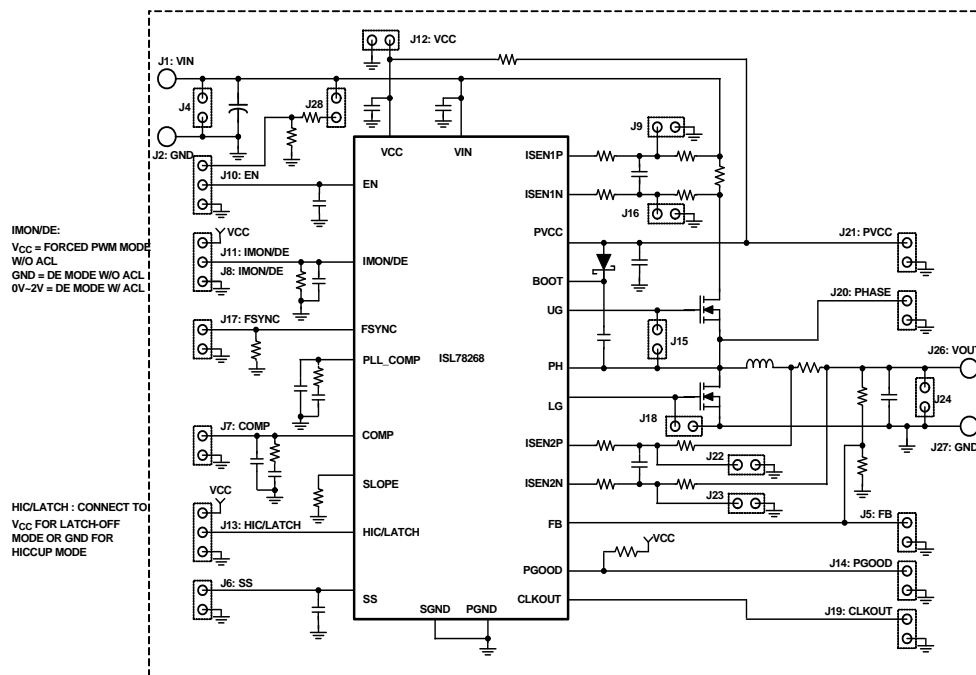 J12: VCC
J1: VIN
J4
J28
J9
J2: GND
VCC
VIN
ISEN1P
J10: EN
EN
ISEN1N
J16
IMON/DE:
VCC = FORCED PWM MODE
W/O ACL
GND = DE MODE W/O ACL
0V~2V = DE MODE W/ ACL
VCC
PVCC
J21: PVCC
J11: IMON/DE
J8: IMON/DE
IMON/DE
BOOT
J20: PHASE
UG
J17: FSYNC
FSYNC
J15
J26: VOUT
PLL_COMP
ISL78268
PH
J24
LG
J18
J7: COMP
COMP
J27: GND
ISEN2P
J22
SLOPE
ISEN2N
J23
HIC/LATCH : CONNECT TO
VCC FOR LATCH-OFF
MODE OR GND FOR
HICCUP MODE
VCC
J13: HIC/LATCH
HIC/LATCH
FB
J5: FB
VCC
PGOOD
J14: PGOOD
J6: SS
SS
CLKOUT
J19: CLKOUT
SGND
PGND